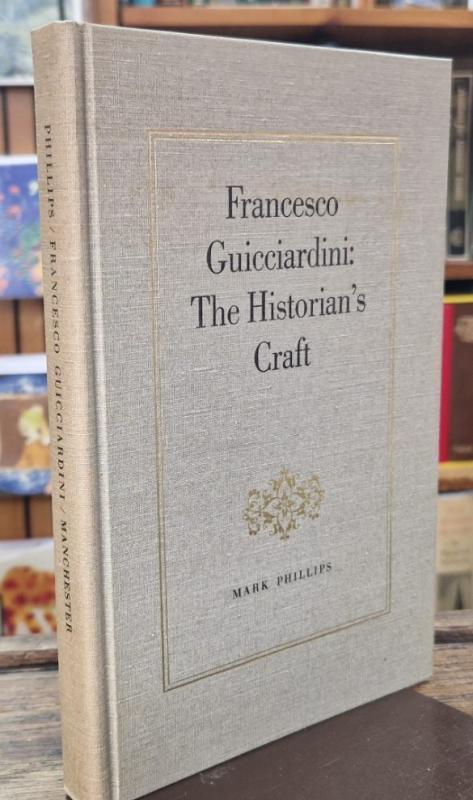 Francesco
Guicciardini:
The Historian's
Craft
MARK PHILLIPS
PHILLIPS / FRANCESCO GUICCIARDINI / MANCHESTER